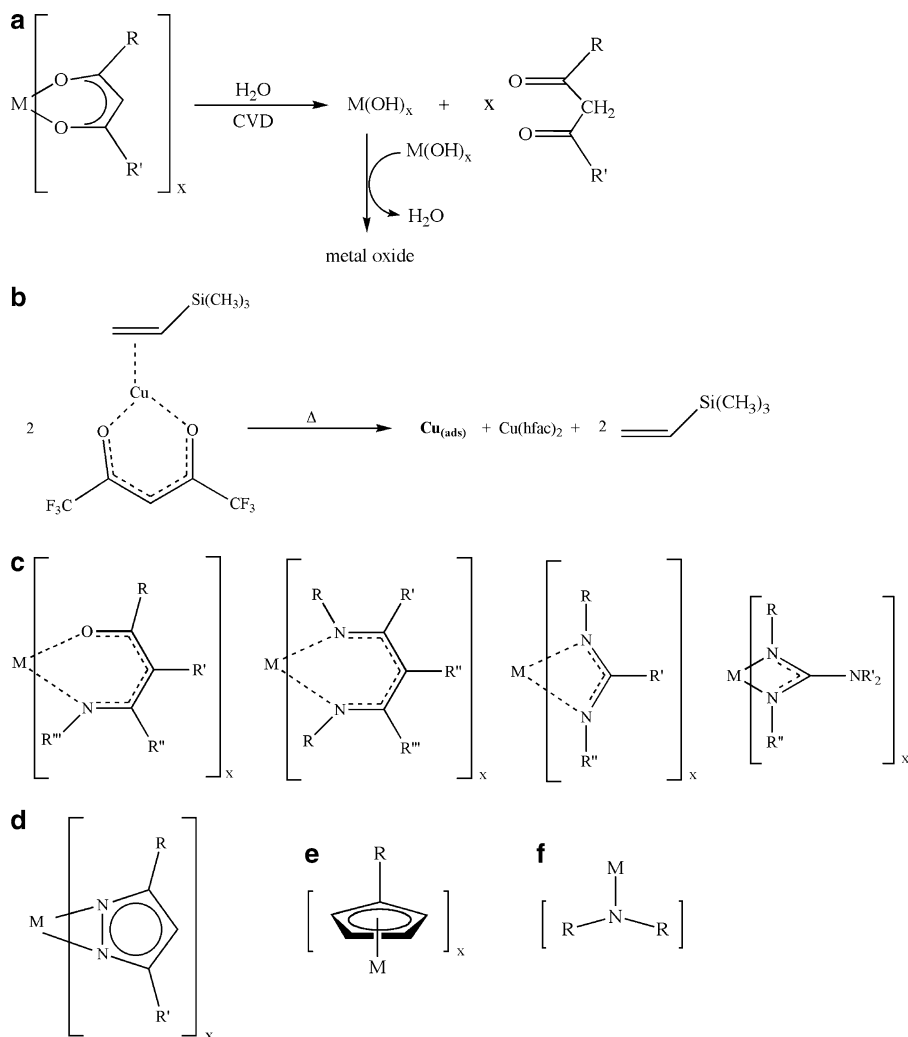 a
R
O
M
O
R'
x
H₂O
CVD
M(OH)ₓ + x
R
O
CH₂
O
R'
M(OH)ₓ
H₂O
metal oxide
b
Si(CH₃)₃
Cu
2
O O
F₃C CF₃
Δ
Cu(ads) + Cu(hfac)₂ + 2
Si(CH₃)₃
c
R
O
M
R'
N
R'''
R''
x
R R'
N
M
R''
N
R R'''
x
R
N
M
R'
N
R''
x
R
N
M
NR'₂
N
R''
x
d
R
N
M
N
R'
x
e
R
M
x
f
M
N
R R